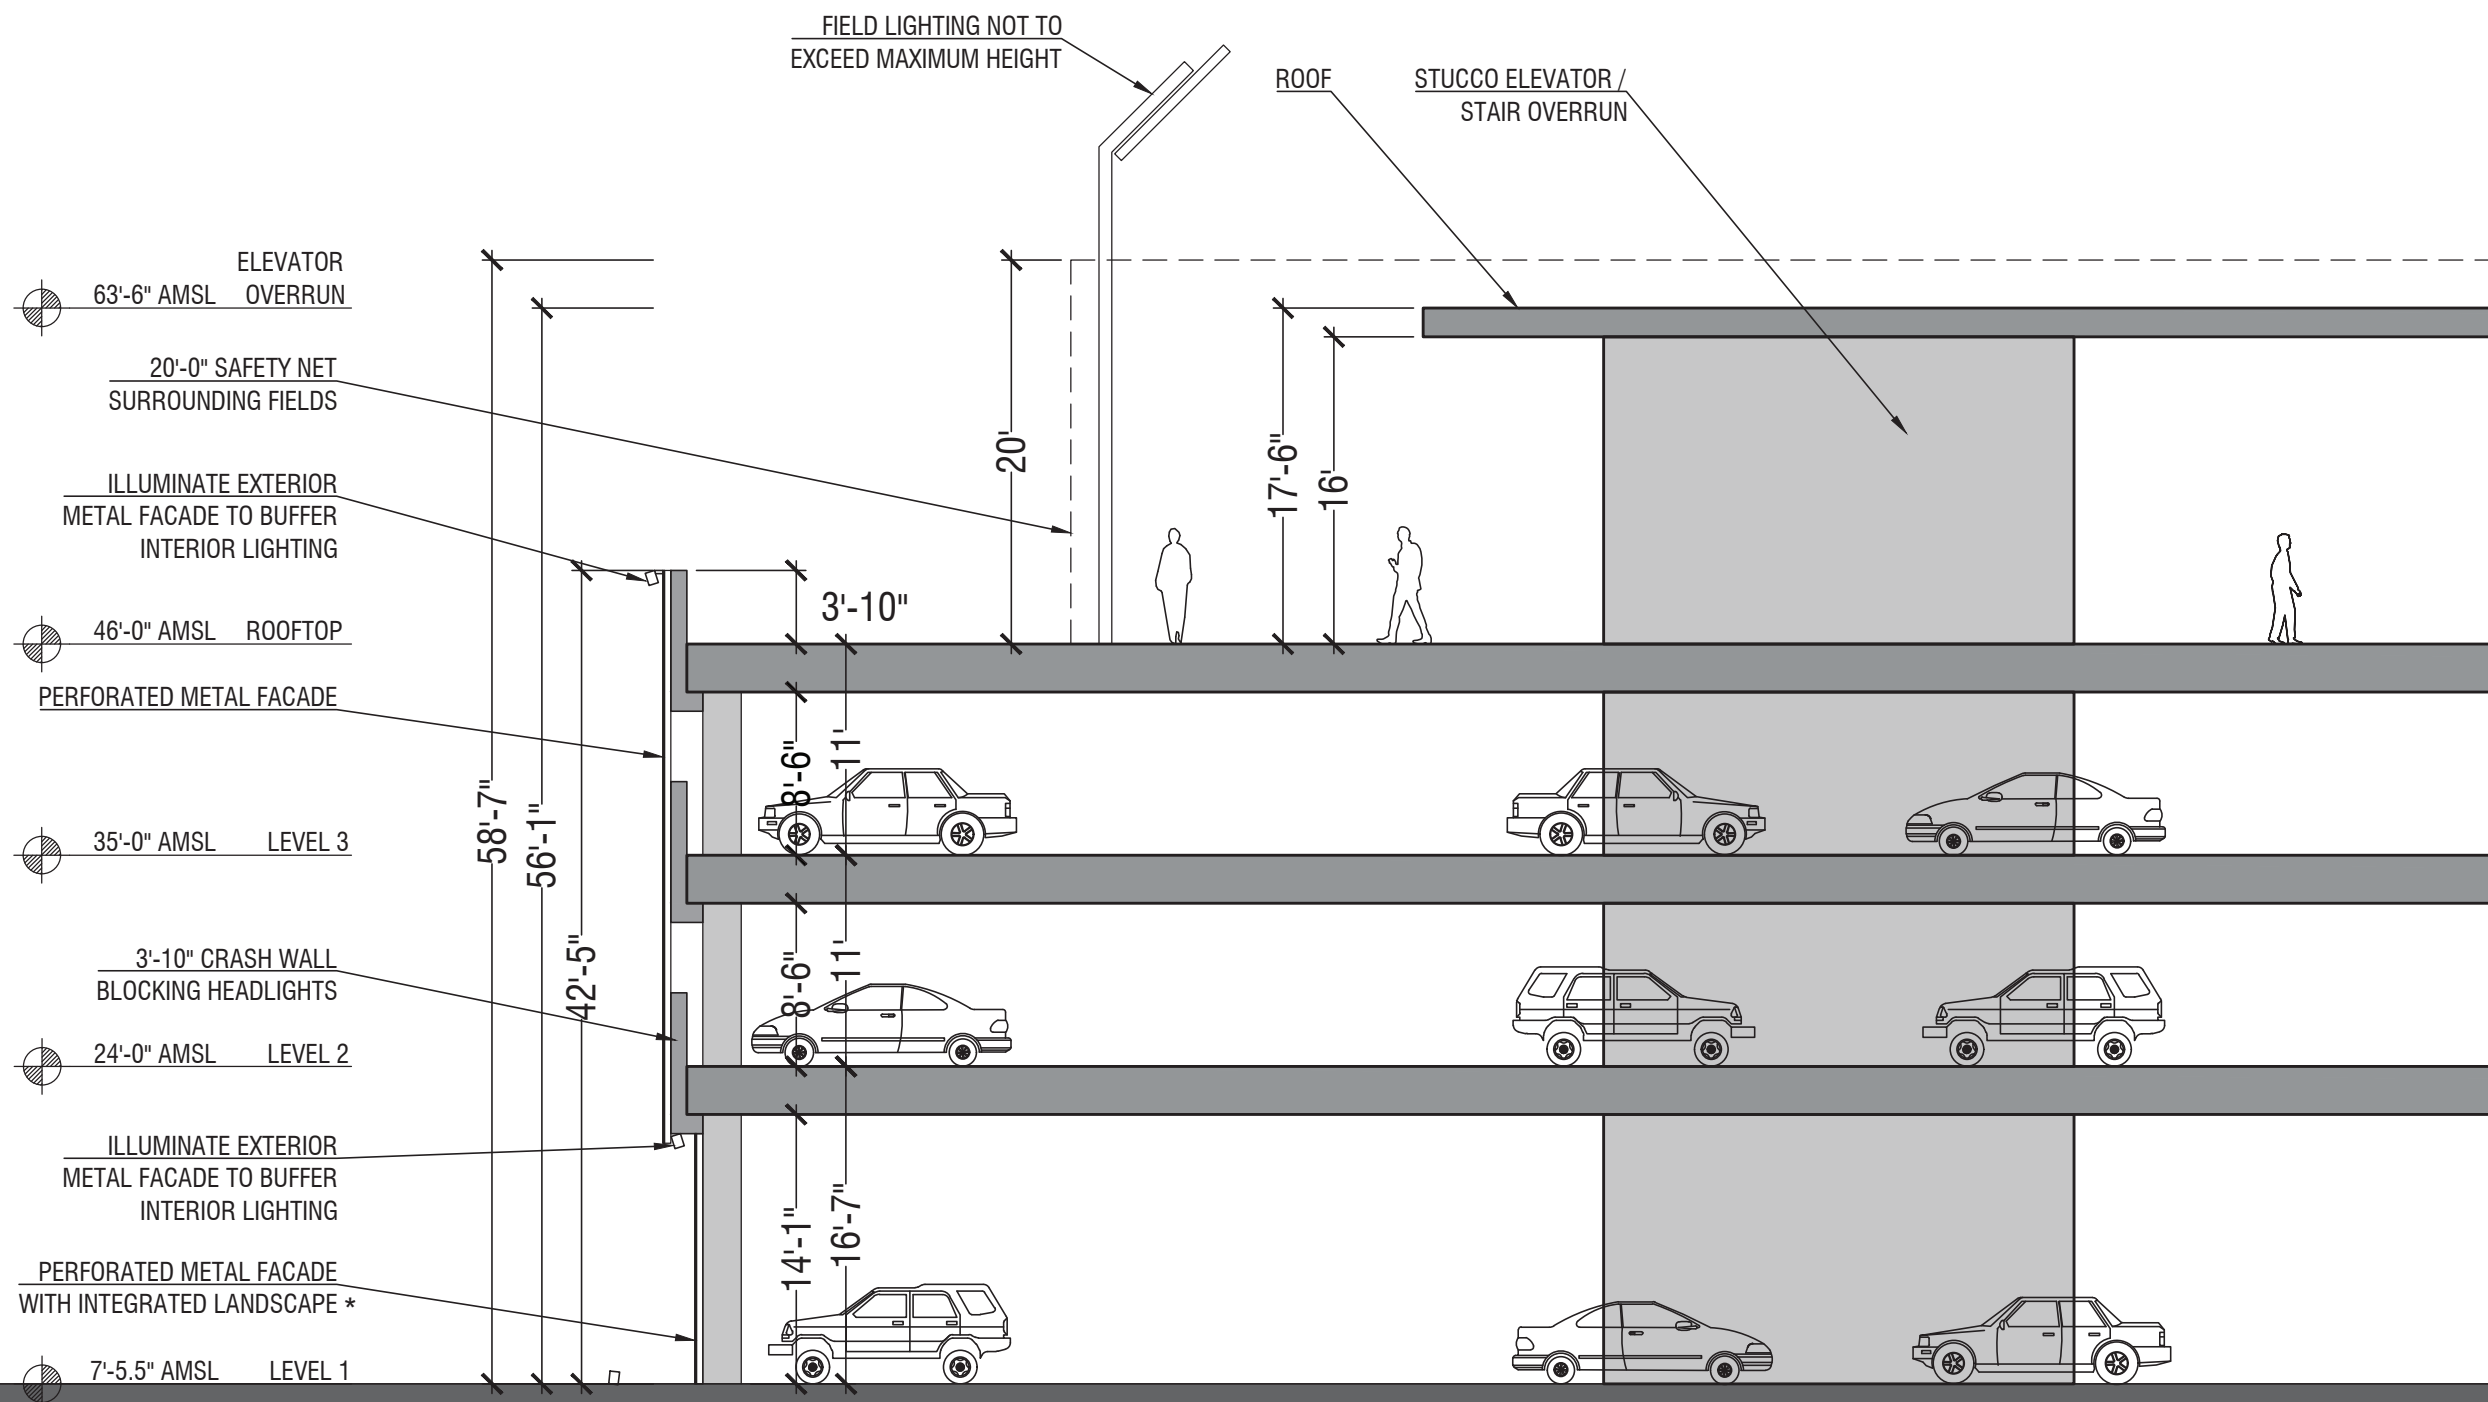 FIELD LIGHTING NOT TO
EXCEED MAXIMUM HEIGHT
ROOF
STUCCO ELEVATOR /
STAIR OVERRUN
ELEVATOR
63'-6" AMSL OVERRUN
20'-0" SAFETY NET
SURROUNDING FIELDS
ILLUMINATE EXTERIOR
METAL FACADE TO BUFFER
INTERIOR LIGHTING
46'-0" AMSL ROOFTOP
PERFORATED METAL FACADE
35'-0" AMSL LEVEL 3
3'-10" CRASH WALL
BLOCKING HEADLIGHTS
24'-0" AMSL LEVEL 2
ILLUMINATE EXTERIOR
METAL FACADE TO BUFFER
INTERIOR LIGHTING
PERFORATED METAL FACADE
WITH INTEGRATED LANDSCAPE *
7'-5.5" AMSL LEVEL 1
58'-7"
56'-1"
42'-5"
3'-10"
8'-6"
11'
8'-6"
11'
14'-1"
16'-7"
20'
17'-6"
16'